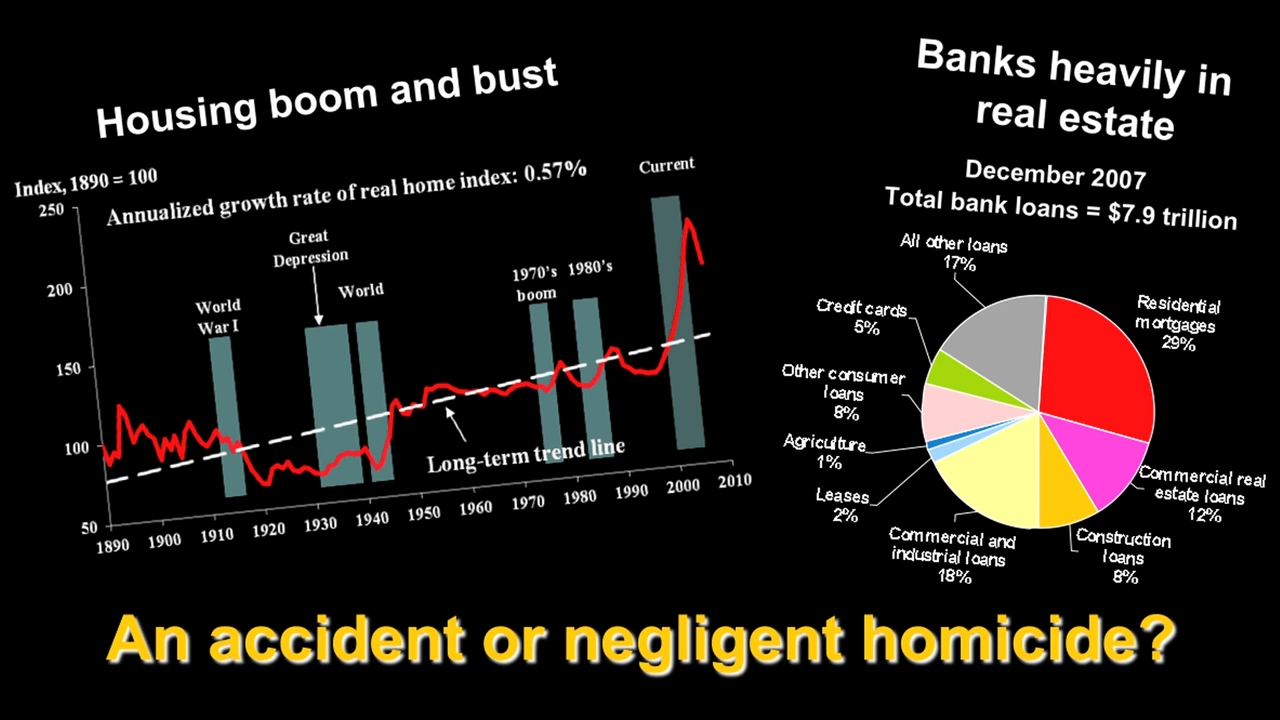 Housing boom and bust
Index, 1890 = 100
Annualized growth rate of real home index: 0.57%
250
200
150
100
50
World
War I
Great
Depression
World
1970's
boom
1980's
Current
Long-term trend line
1890 1900 1910 1920 1930 1940 1950 1960 1970 1980 1990 2000 2010
Banks heavily in
real estate
December 2007
Total bank loans = $7.9 trillion
All other loans
17%
Residential
mortgages
29%
Credit cards
5%
Other consumer
loans
8%
Agriculture
1%
Leases
2%
Commercial and
industrial loans
18%
Construction
loans
8%
Commercial real
estate loans
12%
An accident or negligent homicide?